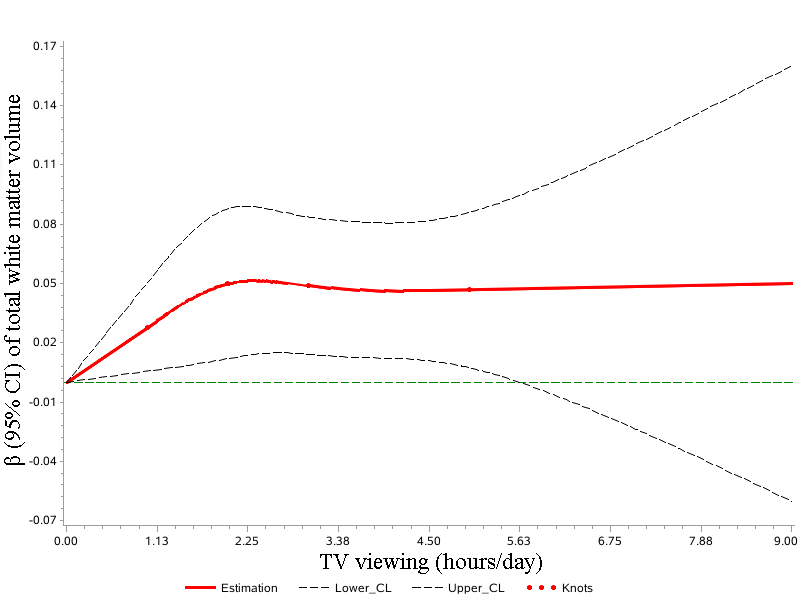 β (95% CI) of total white matter volume
0.17
0.14
0.11
0.08
0.05
0.02
-0.01
-0.04
-0.07
0.00 1.13 2.25 3.38 4.50 5.63 6.75 7.88 9.00
TV viewing (hours/day)
Estimation Lower_CL Upper_CL Knots